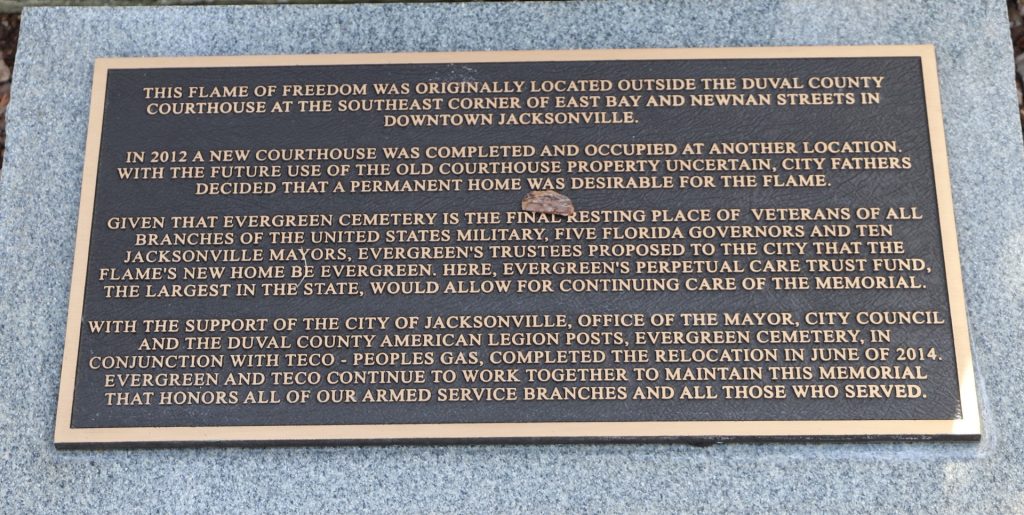 THIS FLAME OF FREEDOM WAS ORIGINALLY LOCATED OUTSIDE THE DUVAL COUNTY
COURTHOUSE AT THE SOUTHEAST CORNER OF EAST BAY AND NEWNAN STREETS IN
DOWNTOWN JACKSONVILLE.
IN 2012 A NEW COURTHOUSE WAS COMPLETED AND OCCUPIED AT ANOTHER LOCATION.
WITH THE FUTURE USE OF THE OLD COURTHOUSE PROPERTY UNCERTAIN, CITY FATHERS
DECIDED THAT A PERMANENT HOME WAS DESIRABLE FOR THE FLAME.
GIVEN THAT EVERGREEN CEMETERY IS THE FINAL RESTING PLACE OF VETERANS OF ALL
BRANCHES OF THE UNITED STATES MILITARY, FIVE FLORIDA GOVERNORS AND TEN
JACKSONVILLE MAYORS, EVERGREEN'S TRUSTEES PROPOSED TO THE CITY THAT THE
FLAME'S NEW HOME BE EVERGREEN. HERE, EVERGREEN'S PERPETUAL CARE TRUST FUND,
THE LARGEST IN THE STATE, WOULD ALLOW FOR CONTINUING CARE OF THE MEMORIAL.
WITH THE SUPPORT OF THE CITY OF JACKSONVILLE, OFFICE OF THE MAYOR, CITY COUNCIL
AND THE DUVAL COUNTY AMERICAN LEGION POSTS, EVERGREEN CEMETERY, IN
CONJUNCTION WITH TECO - PEOPLES GAS, COMPLETED THE RELOCATION IN JUNE OF 2014.
EVERGREEN AND TECO CONTINUE TO WORK TOGETHER TO MAINTAIN THIS MEMORIAL
THAT HONORS ALL OF OUR ARMED SERVICE BRANCHES AND ALL THOSE WHO SERVED.